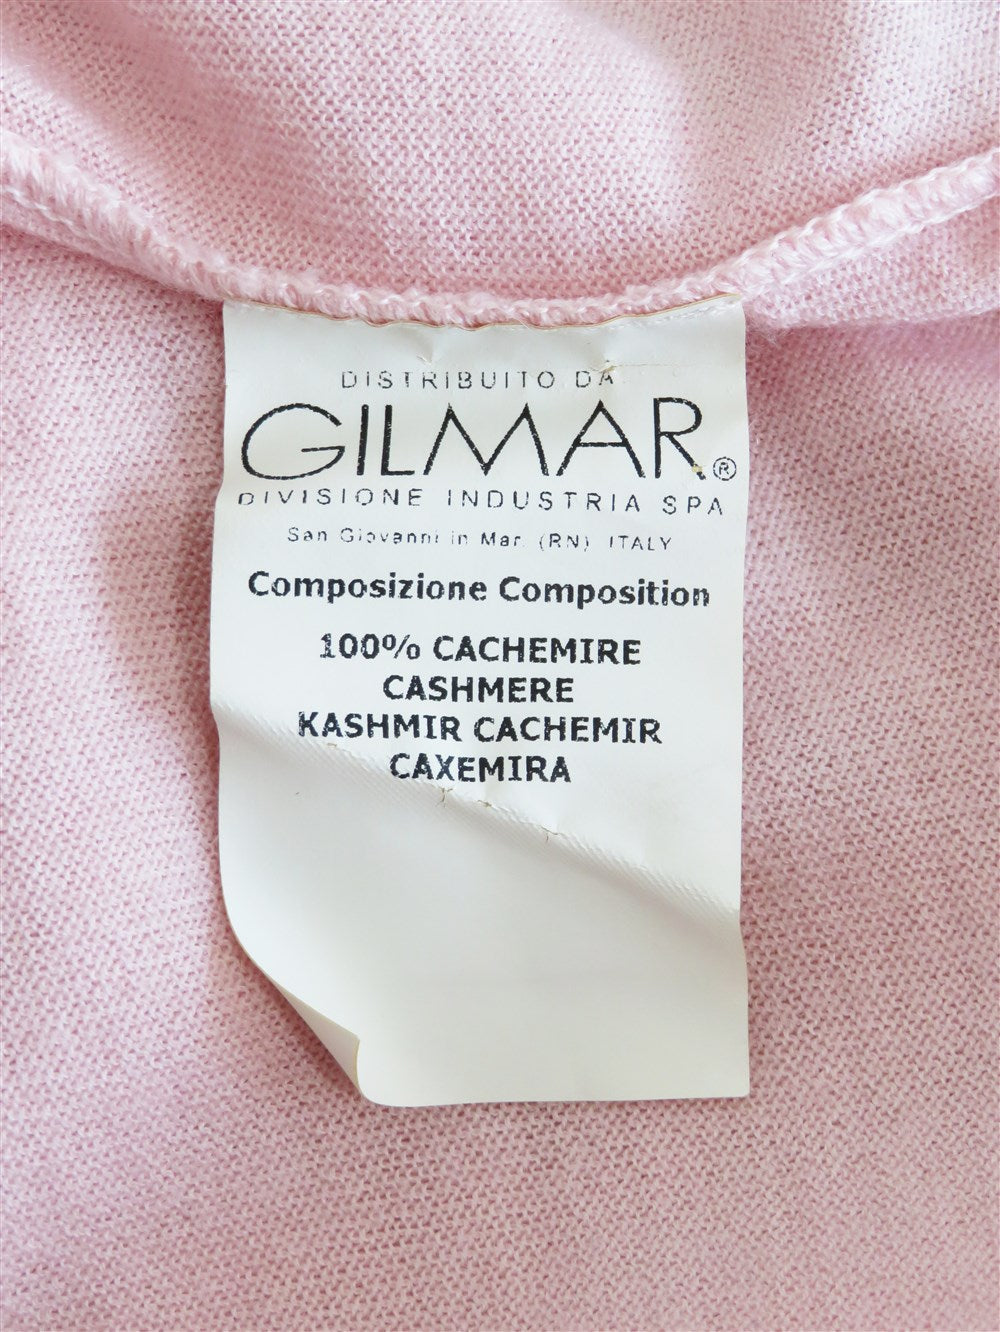 DISTRIBUITO DA
GILMAR®
DIVISIONE INDUSTRIA SPA
San Giovanni in Mar. (RN) ITALY
Composizione Composition
100% CACHEMIRE
CASHMERE
KASHMIR CACHEMIR
CAXEMIRA